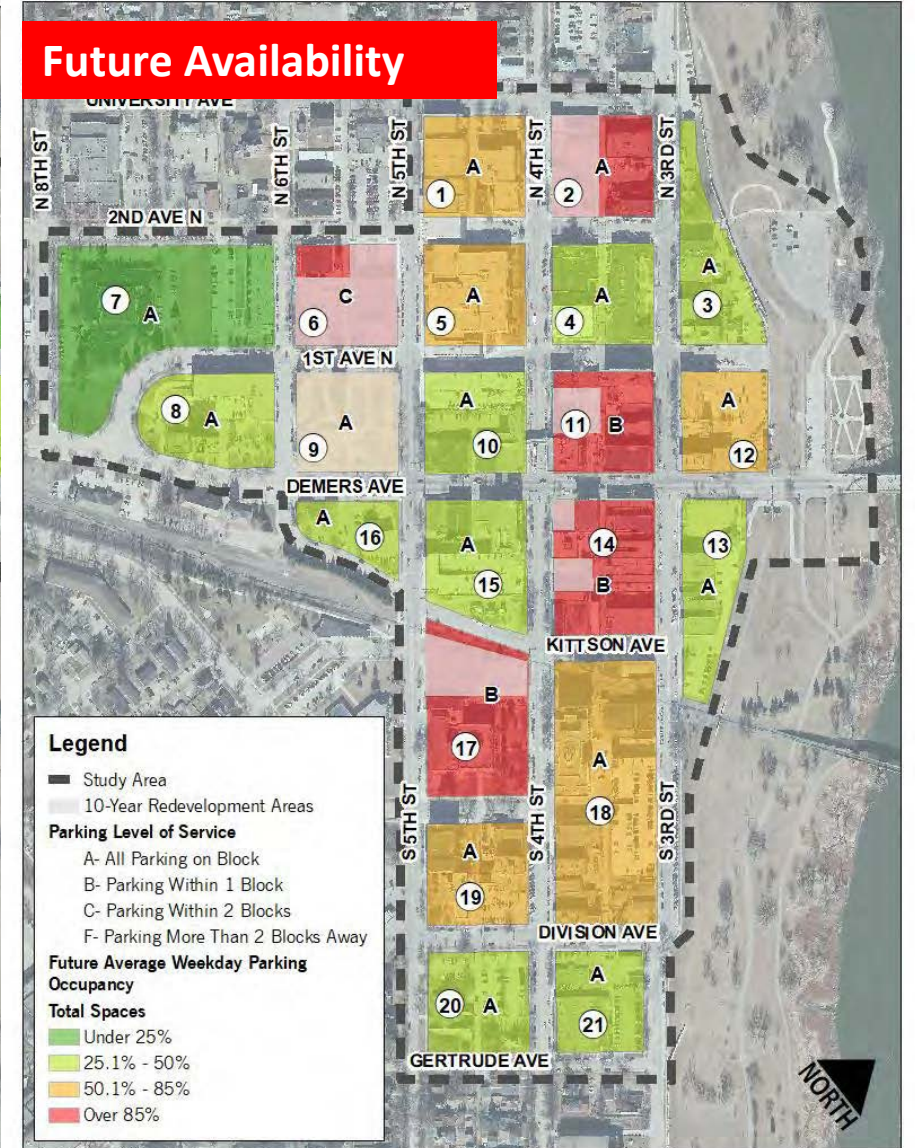 Future Availability
UNIVERSITY AVE
N 8TH ST
N 6TH ST
N 5TH ST
N 4TH ST
N 3RD ST
2ND AVE N
A
1
A
2
A
3
7
A
C
6
A
5
A
4
1ST AVE N
8
A
A
9
A
10
11
B
A
12
DEMERS AVE
A
16
A
15
14
B
13
A
KITTSON AVE
B
17
A
18
S 5TH ST
S 4TH ST
S 3RD ST
A
19
DIVISION AVE
20
A
A
21
GERTRUDE AVE
NORTH
Legend
Study Area
10-Year Redevelopment Areas
Parking Level of Service
A- All Parking on Block
B- Parking Within 1 Block
C- Parking Within 2 Blocks
F- Parking More Than 2 Blocks Away
Future Average Weekday Parking
Occupancy
Total Spaces
Under 25%
25.1% - 50%
50.1% - 85%
Over 85%